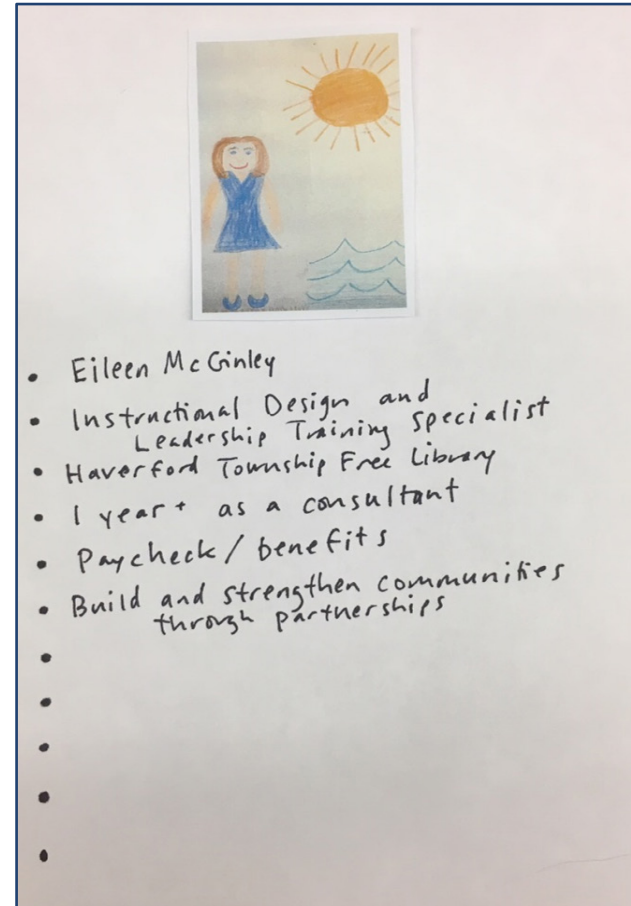 • Eileen McGinley
• Instructional Design and
Leadership Training Specialist
• Haverford Township Free Library
• 1 year+ as a consultant
• Paycheck/benefits
• Build and strengthen communities
through partnerships
•
•
•
•
•